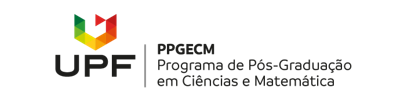 UPF
PPGECM
Programa de Pós-Graduação
em Ciências e Matemática